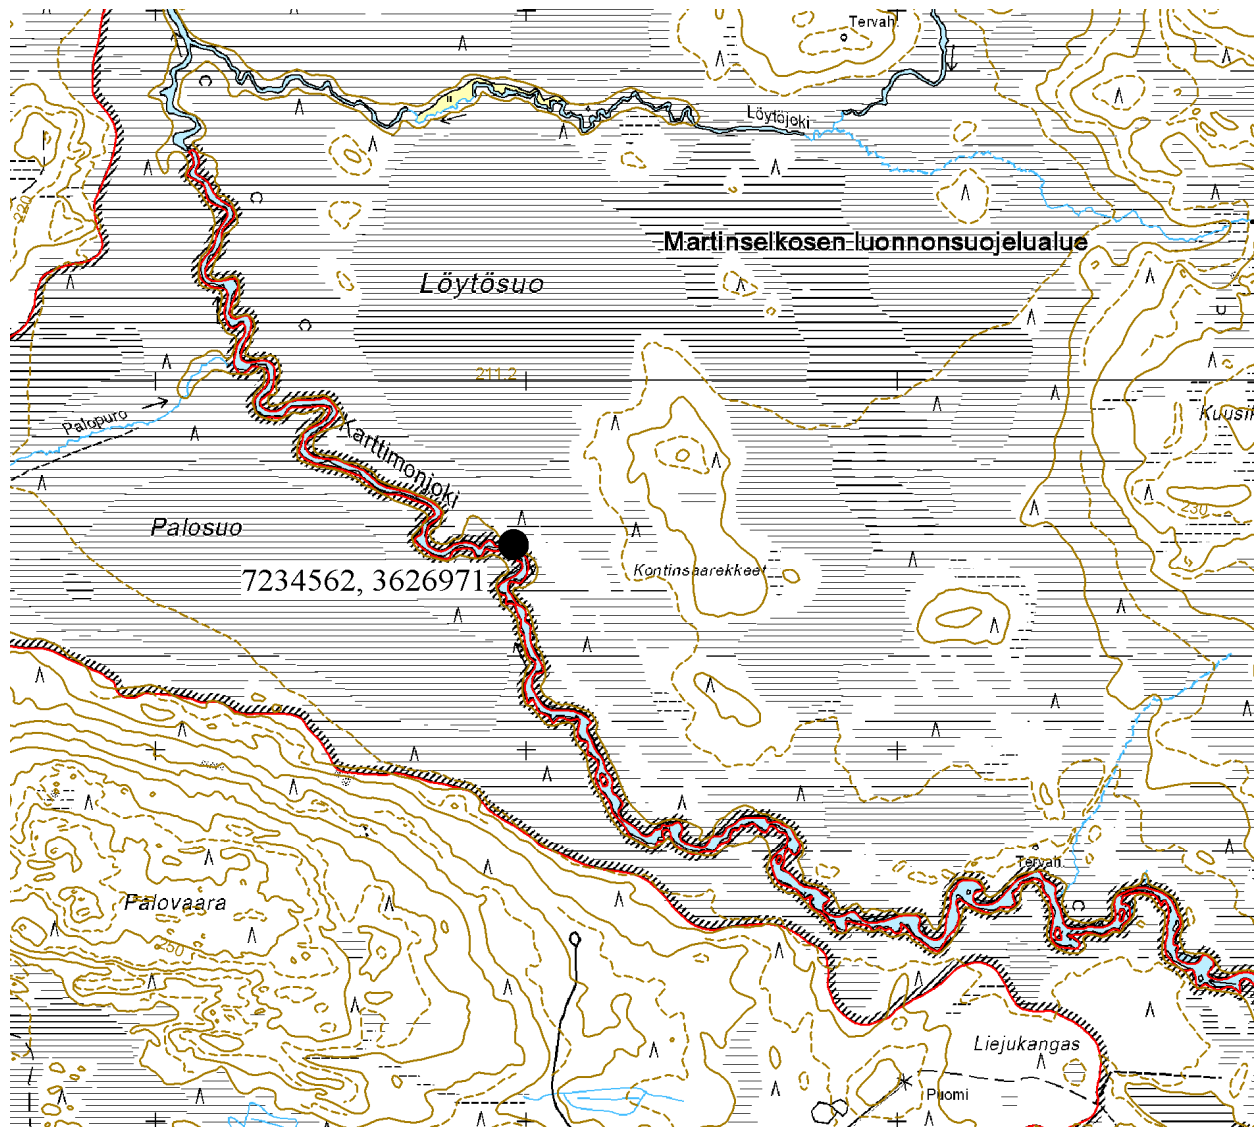 Tervah.
Löytöjoki
220
Martinselkosen luonnonsuojelualue
Löytösuo
211.2
Palopuro
Karttimonjoki
230
Palosuo
Kontinsaarekkeet
7234562, 3626971
Tervah.
Palovaara
250
Liejukangas
Puomi